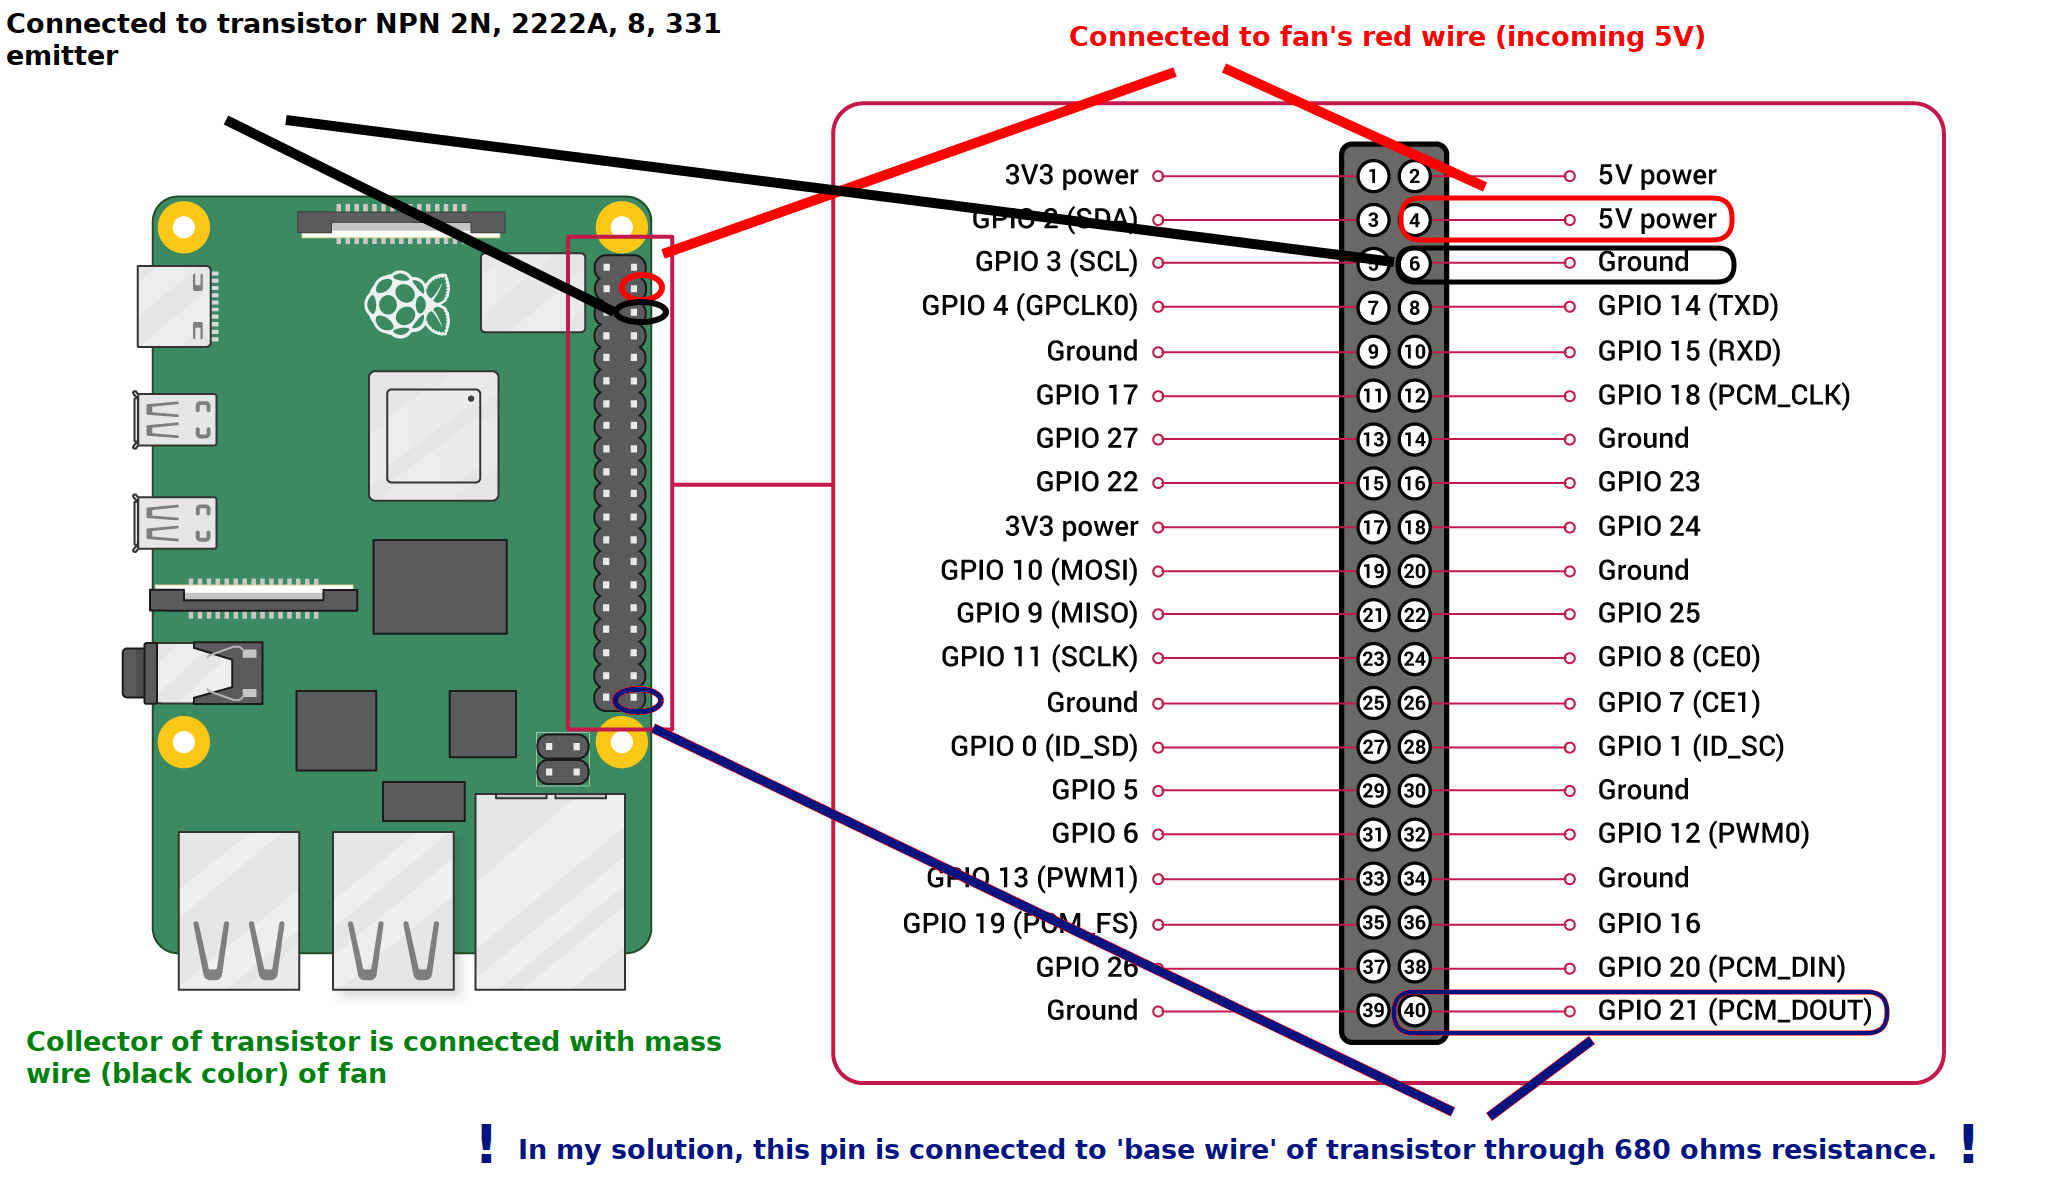 Connected to transistor NPN 2N, 2222A, 8, 331
emitter
Connected to fan's red wire (incoming 5V)
3V3 power 1 2 5V power
GPIO 2 (SDA) 3 4 5V power
GPIO 3 (SCL) 5 6 Ground
GPIO 4 (GPCLK0) 7 8 GPIO 14 (TXD)
Ground 9 10 GPIO 15 (RXD)
GPIO 17 11 12 GPIO 18 (PCM_CLK)
GPIO 27 13 14 Ground
GPIO 22 15 16 GPIO 23
3V3 power 17 18 GPIO 24
GPIO 10 (MOSI) 19 20 Ground
GPIO 9 (MISO) 21 22 GPIO 25
GPIO 11 (SCLK) 23 24 GPIO 8 (CE0)
Ground 25 26 GPIO 7 (CE1)
GPIO 0 (ID_SD) 27 28 GPIO 1 (ID_SC)
GPIO 5 29 30 Ground
GPIO 6 31 32 GPIO 12 (PWM0)
GPIO 13 (PWM1) 33 34 Ground
GPIO 19 (PCM_FS) 35 36 GPIO 16
GPIO 26 37 38 GPIO 20 (PCM_DIN)
Ground 39 40 GPIO 21 (PCM_DOUT)
Collector of transistor is connected with mass
wire (black color) of fan
! In my solution, this pin is connected to 'base wire' of transistor through 680 ohms resistance. !